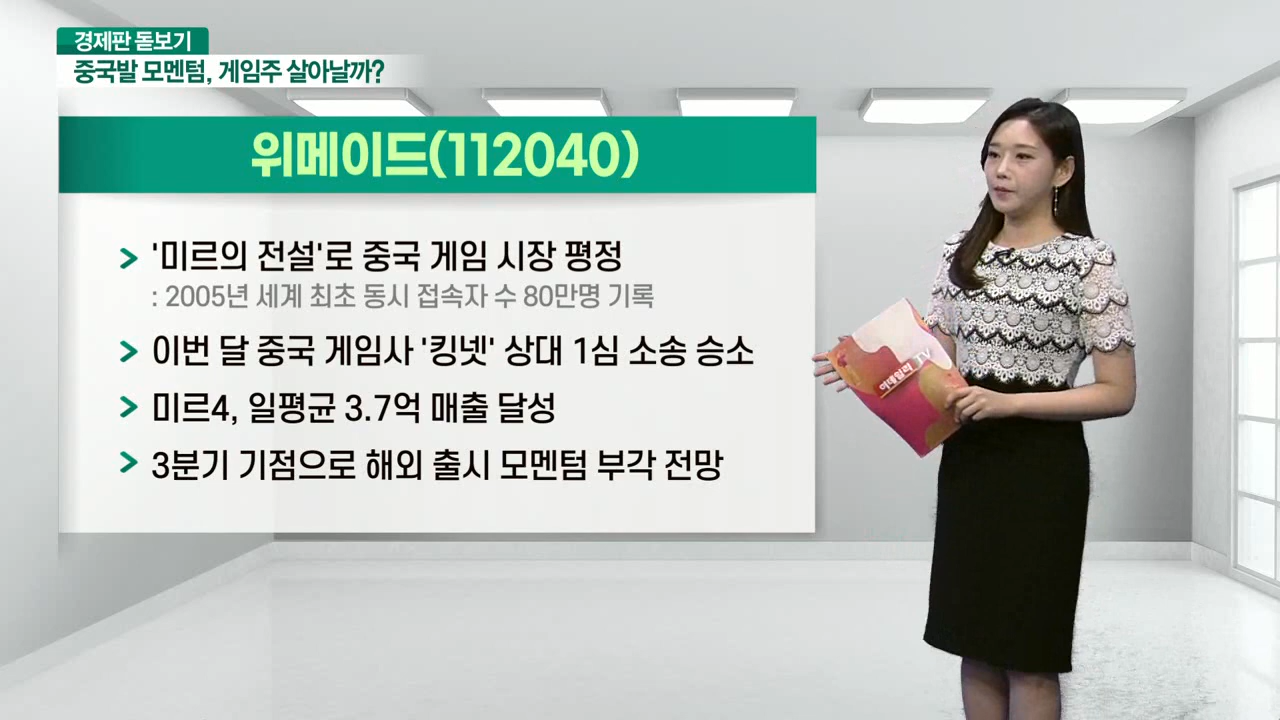 경제판 돋보기
중국발 모멘텀, 게임주 살아날까?
위메이드(112040)
'미르의 전설'로 중국 게임 시장 평정
: 2005년 세계 최초 동시 접속자 수 80만명 기록
이번 달 중국 게임사 '킹넷' 상대 1심 소송 승소
미르4, 일평균 3.7억 매출 달성
3분기 기점으로 해외 출시 모멘텀 부각 전망
이데일리 TV